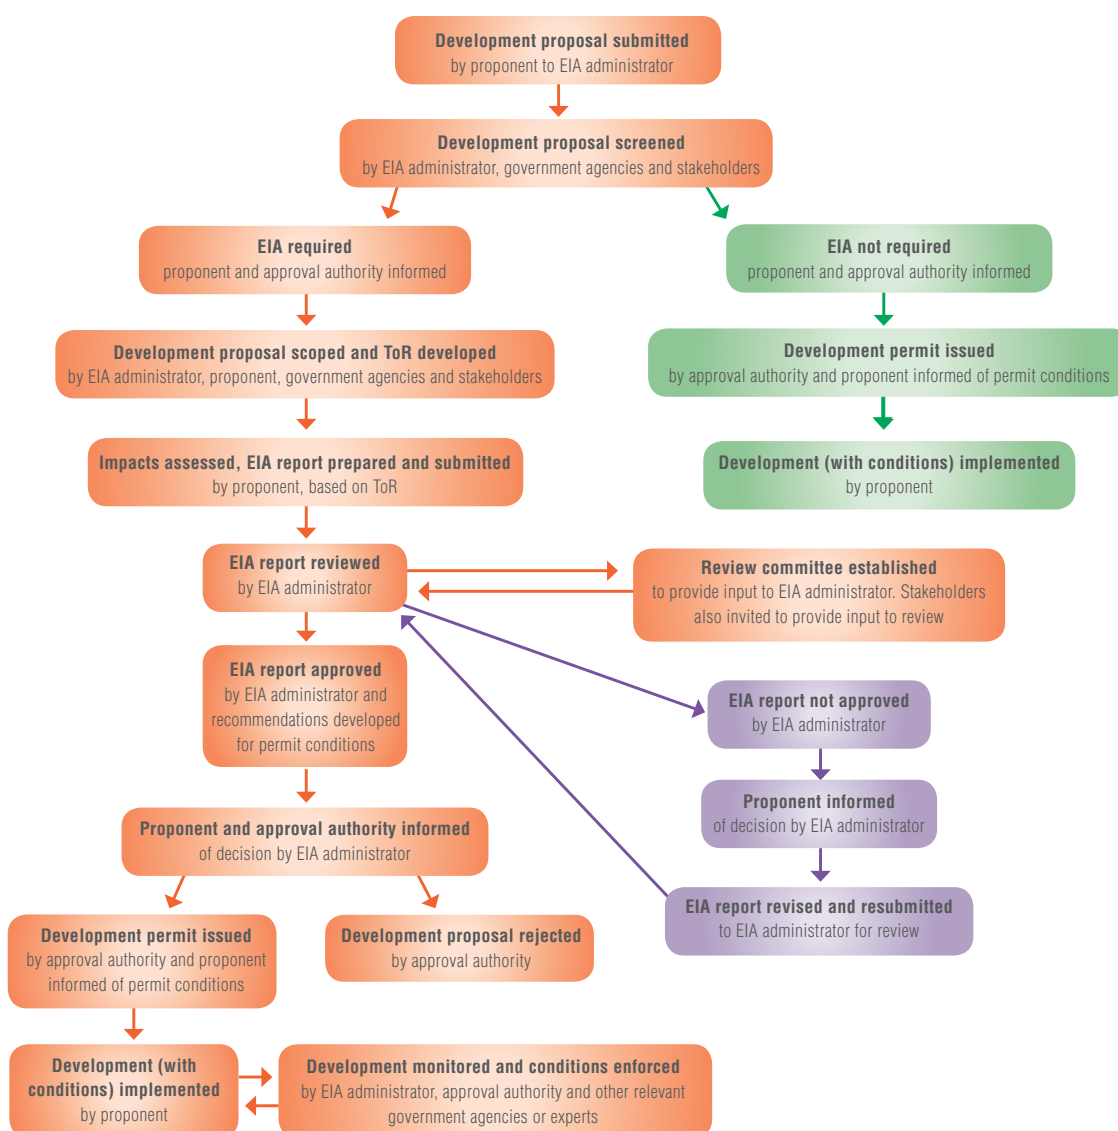 Development proposal submitted
by proponent to EIA administrator
Development proposal screened
by EIA administrator, government agencies and stakeholders
EIA required
proponent and approval authority informed
EIA not required
proponent and approval authority informed
Development proposal scoped and ToR developed
by EIA administrator, proponent, government agencies and stakeholders
Development permit issued
by approval authority and proponent informed of permit conditions
Impacts assessed, EIA report prepared and submitted
by proponent, based on ToR
Development (with conditions) implemented
by proponent
EIA report reviewed
by EIA administrator
Review committee established
to provide input to EIA administrator. Stakeholders
also invited to provide input to review
EIA report approved
by EIA administrator and
recommendations developed
for permit conditions
EIA report not approved
by EIA administrator
Proponent informed
of decision by EIA administrator
Proponent and approval authority informed
of decision by EIA administrator
EIA report revised and resubmitted
to EIA administrator for review
Development permit issued
by approval authority and proponent
informed of permit conditions
Development proposal rejected
by approval authority
Development (with
conditions) implemented
by proponent
Development monitored and conditions enforced
by EIA administrator, approval authority and other relevant
government agencies or experts